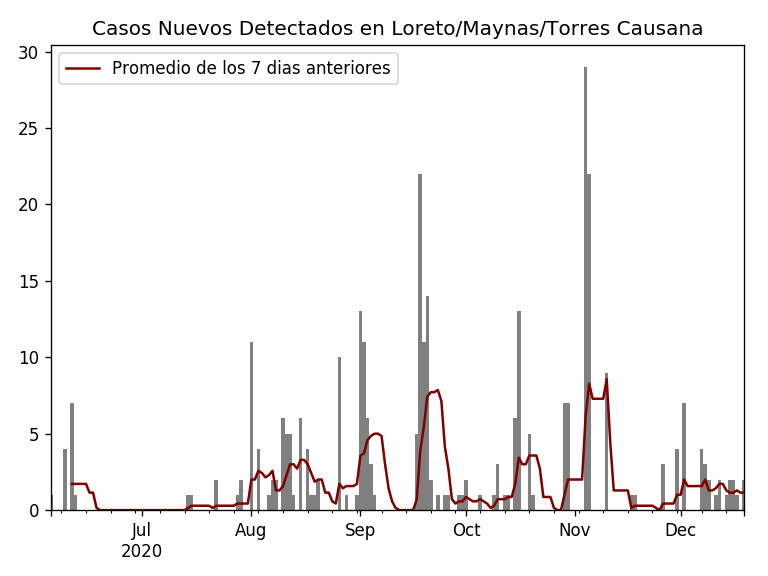 Casos Nuevos Detectados en Loreto/Maynas/Torres Causana
Promedio de los 7 dias anteriores
30
25
20
15
10
5
0
Jul Aug Sep Oct Nov Dec
2020